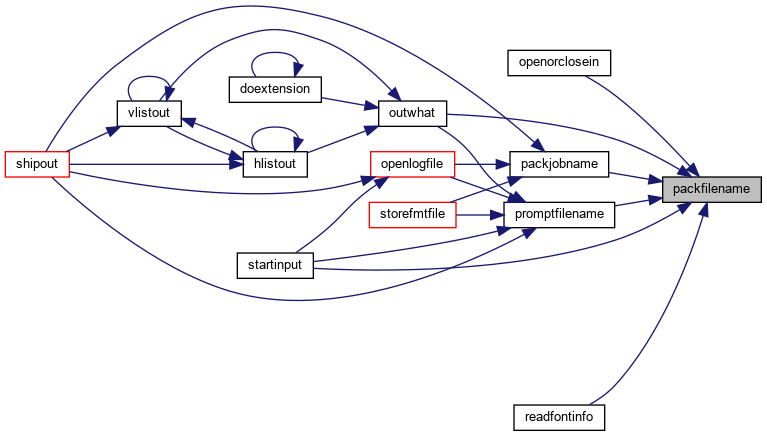 openorclosein
doextension
vlistout
outwhat
shipout
hlistout
openlogfile
packjobname
packfilename
storefmtfile
promptfilename
startinput
readfontinfo